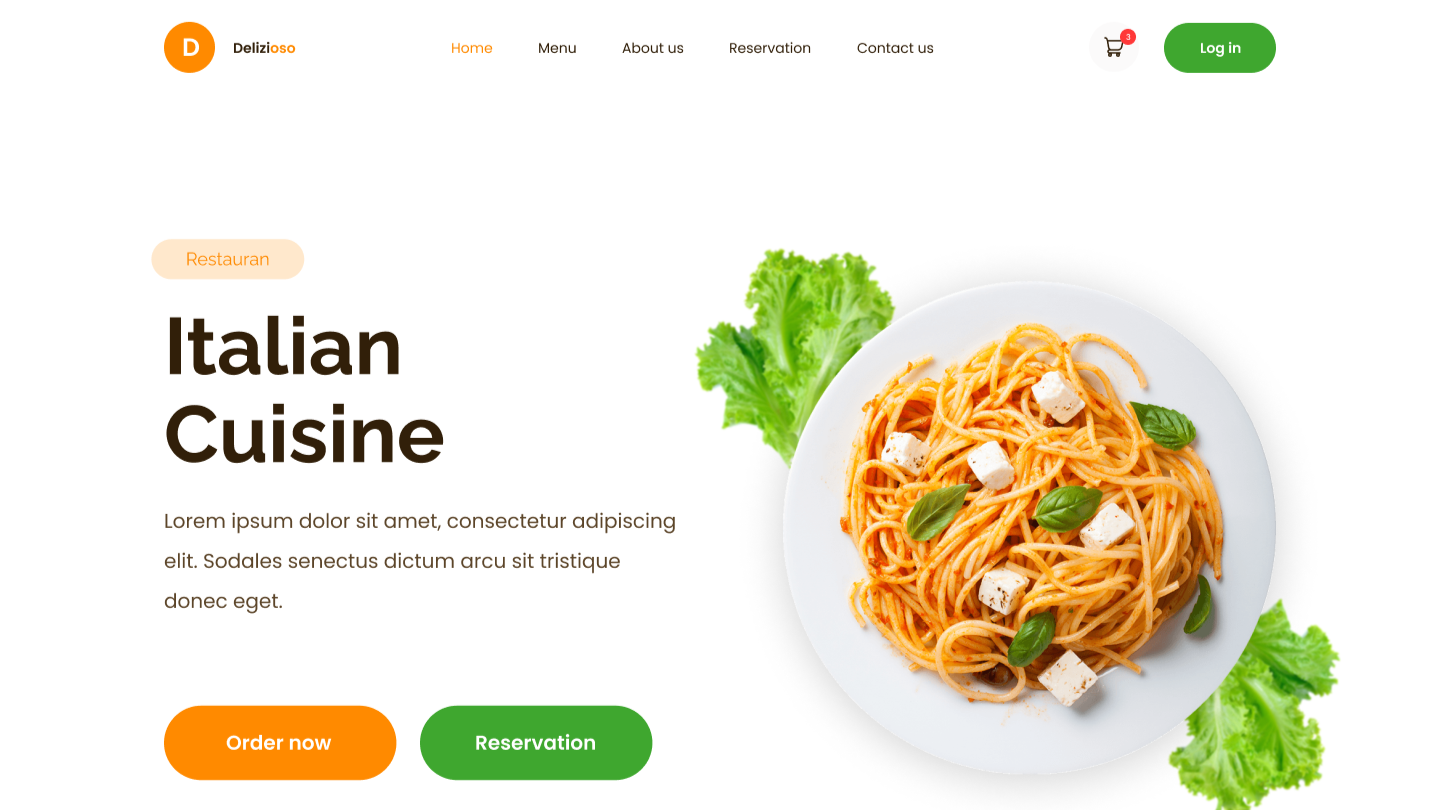 D
Delizioso
Home
Menu
About us
Reservation
Contact us
3
Log in
Restauran
Italian
Cuisine
Lorem ipsum dolor sit amet, consectetur adipiscing
elit. Sodales senectus dictum arcu sit tristique
donec eget.
Order now
Reservation